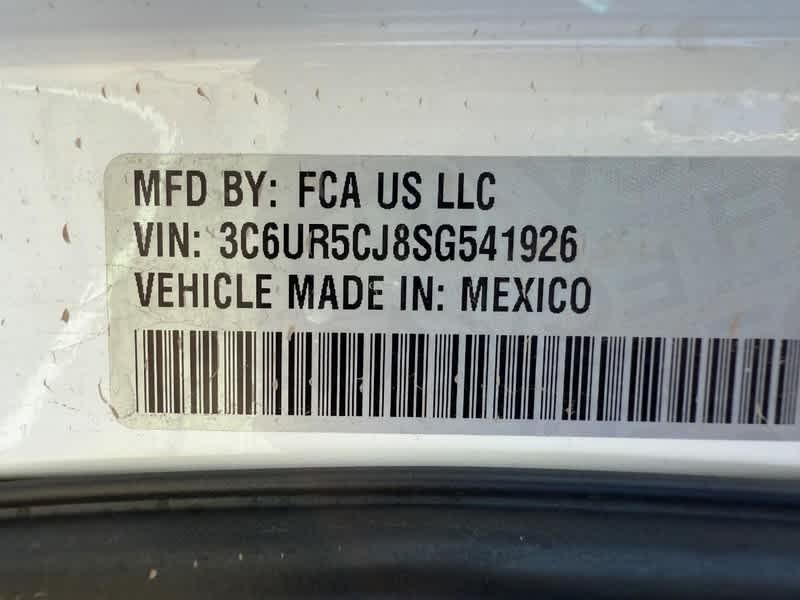 MFD BY: FCA US LLC
VIN: 3C6UR5CJ8SG541926
VEHICLE MADE IN: MEXICO